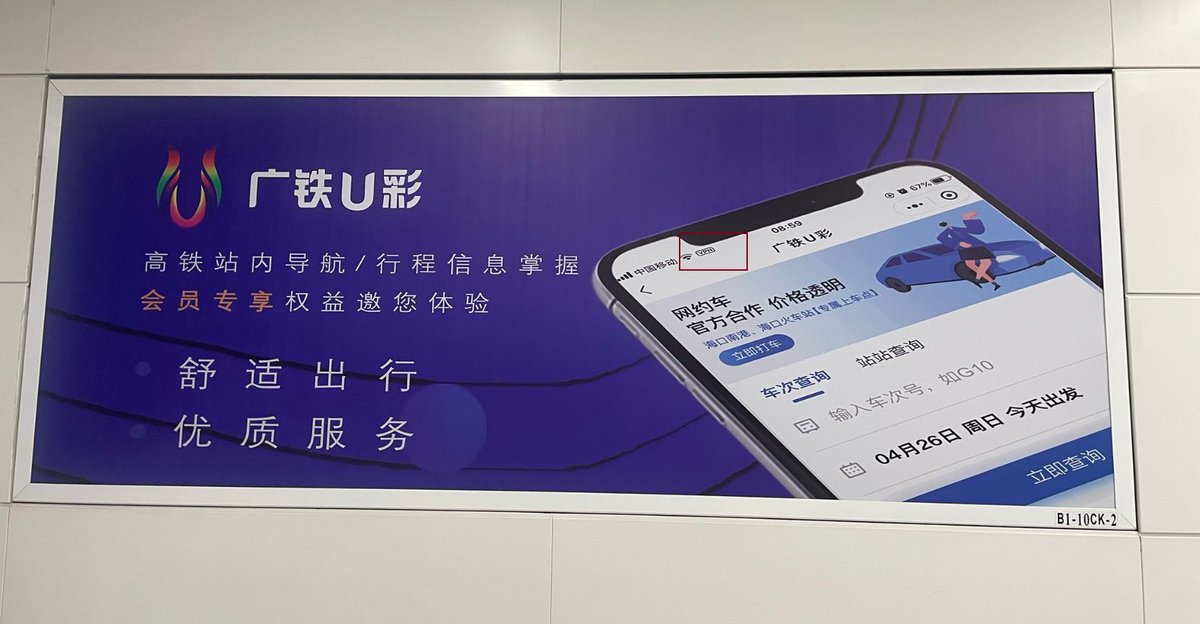 广铁U彩
高铁站内导航/行程信息掌握
会员专享权益邀您体验
舒适出行
优质服务
中国移动 VPN 08:59 67%
广铁U彩
网约车
官方合作 价格透明
海口南港、海口火车站【专属上车点】
立即打车
车次查询 站站查询
输入车次号，如G10
04月26日 周日 今天出发
立即查询
B1-10CK-2